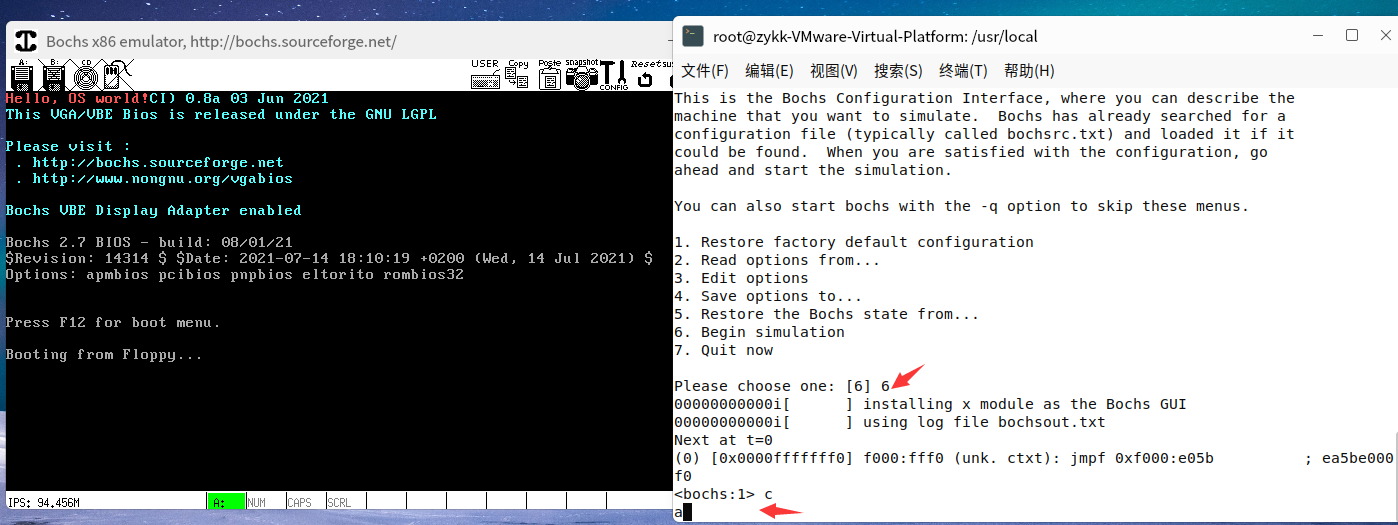 Bochs x86 emulator, http://bochs.sourceforge.net/
A: B: CD USER Copy Paste snapshot CONFIG Reset
Hello, OS world!CI) 0.8a 03 Jun 2021
This VGA/VBE Bios is released under the GNU LGPL
Please visit :
. http://bochs.sourceforge.net
. http://www.nongnu.org/vgabios
Bochs VBE Display Adapter enabled
Bochs 2.7 BIOS - build: 08/01/21
$Revision: 14314 $ $Date: 2021-07-14 18:10:19 +0200 (Wed, 14 Jul 2021) $
Options: apmbios pcibios pnpbios eltorito rombios32
Press F12 for boot menu.
Booting from Floppy...
IPS: 94.456M A: NUM CAPS SCRL
root@zykk-VMware-Virtual-Platform: /usr/local
文件(F) 编辑(E) 视图(V) 搜索(S) 终端(T) 帮助(H)
This is the Bochs Configuration Interface, where you can describe the
machine that you want to simulate.  Bochs has already searched for a
configuration file (typically called bochsrc.txt) and loaded it if it
could be found.  When you are satisfied with the configuration, go
ahead and start the simulation.
You can also start bochs with the -q option to skip these menus.
1. Restore factory default configuration
2. Read options from...
3. Edit options
4. Save options to...
5. Restore the Bochs state from...
6. Begin simulation
7. Quit now
Please choose one: [6] 6
00000000000i[      ] installing x module as the Bochs GUI
00000000000i[      ] using log file bochsout.txt
Next at t=0
(0) [0x0000fffffff0] f000:fff0 (unk. ctxt): jmpf 0xf000:e05b          ; ea5be000
f0
<bochs:1> c
a